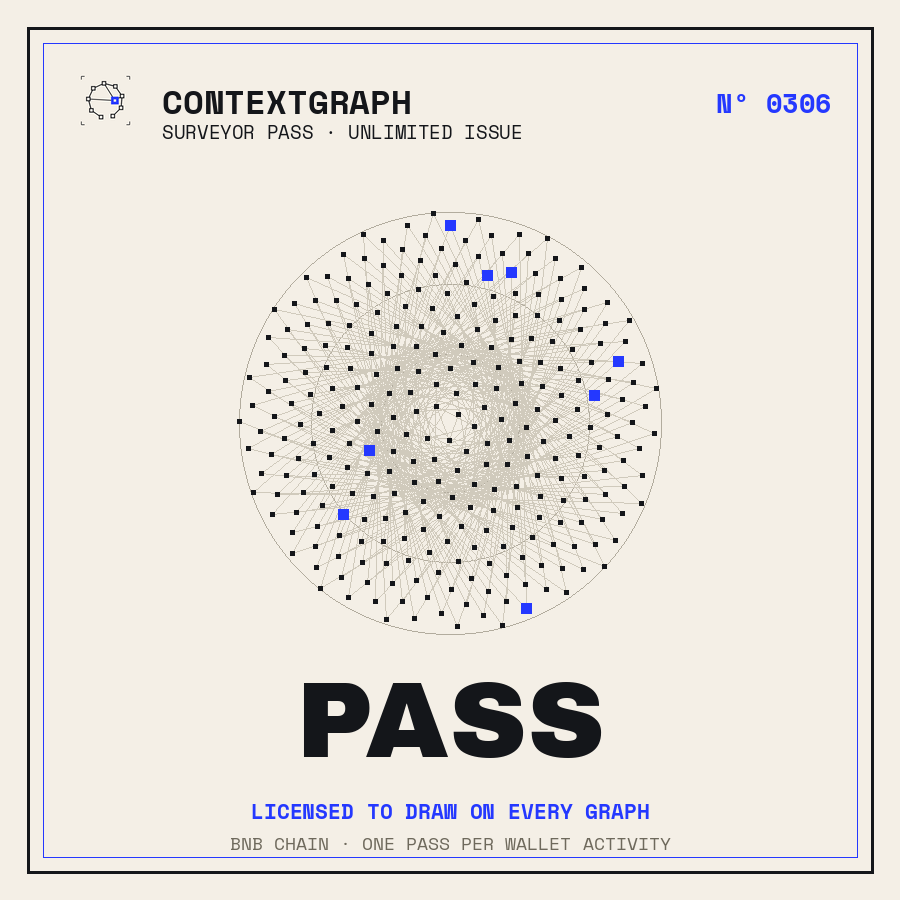 CONTEXTGRAPH
N° 0306
SURVEYOR PASS · UNLIMITED ISSUE
PASS
LICENSED TO DRAW ON EVERY GRAPH
BNB CHAIN · ONE PASS PER WALLET ACTIVITY